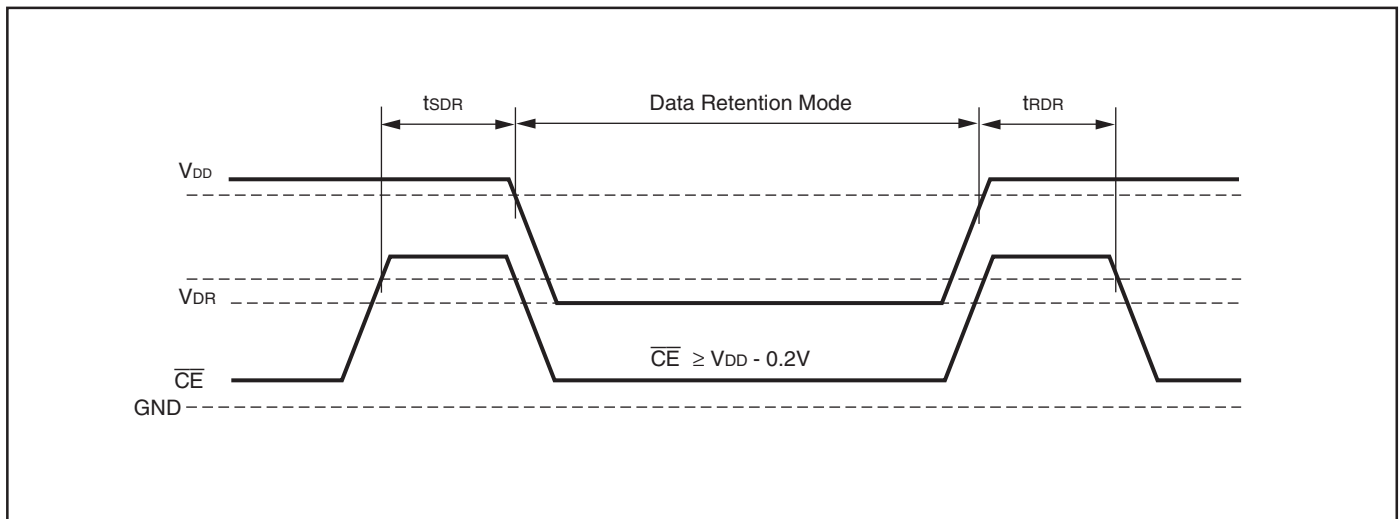 tSDR Data Retention Mode tRDR
VDD
VDR
CE ≥ VDD - 0.2V
CE
GND